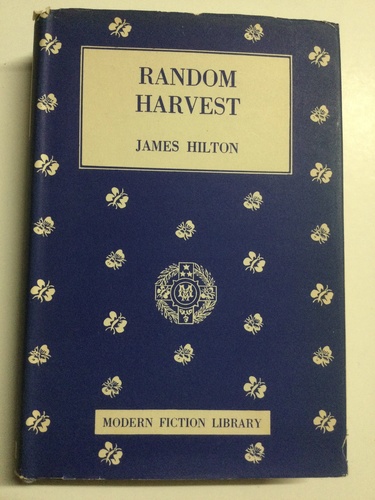 RANDOM
HARVEST
JAMES HILTON
MODERN FICTION LIBRARY